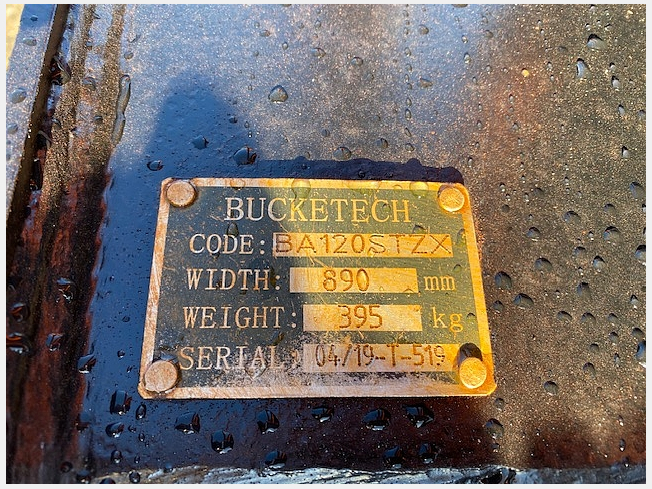 BUCKETECH
CODE: BA120STZX
WIDTH: 890 mm
WEIGHT: 395 kg
SERIAL: 04/19-T-519